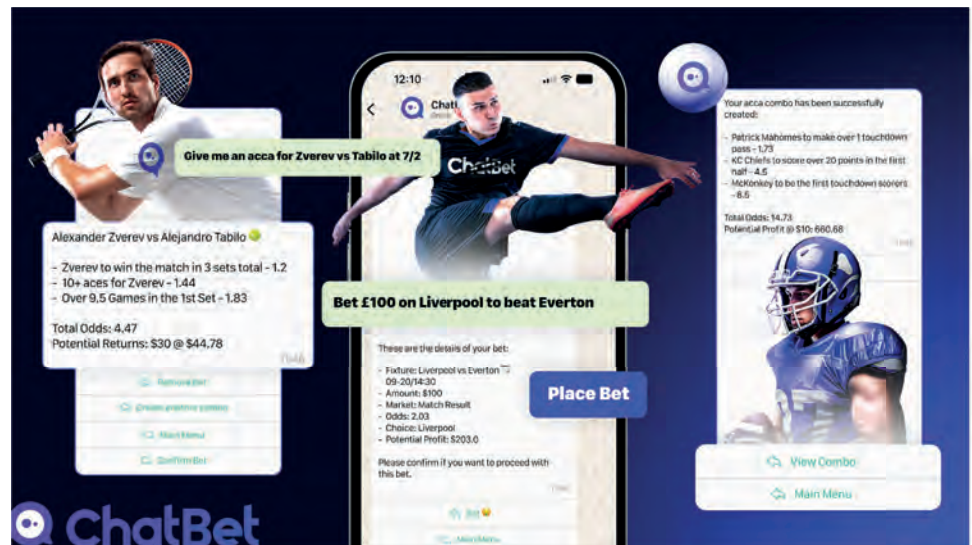 Give me an acca for Zverev vs Tabilo at 7/2
Alexander Zverev vs Alejandro Tabilo
- Zverev to win the match in 3 sets total - 1.2
- 10+ aces for Zverev - 1.44
- Over 9.5 Games in the 1st Set - 1.83
Total Odds: 4.47
Potential Returns: $30 @ $44.78
Main Menu
Confirm Bet
ChatBet
12:10
ChatBet
Bet £100 on Liverpool to beat Everton
These are the details of your bet:
- Fixture: Liverpool vs Everton
09-20/14:30
- Amount: $100
- Market: Match Result
- Odds: 2.03
- Choice: Liverpool
- Potential Profit: $203.0
Please confirm if you want to proceed with
this bet.
Place Bet
Bet
Main Menu
Your acca combo has been successfully
created:
- Patrick Mahomes to make over 1 touchdown
pass - 1.73
- KC Chiefs to score over 20 points in the first
half - 4.5
- McKonkey to be the first touchdown scorers
- 8.5
Total Odds: 14.73
Potential Profit @ $10: 660.68
View Combo
Main Menu